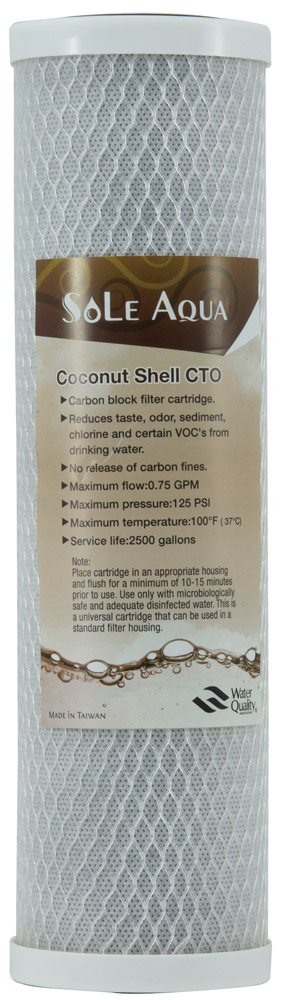 SOLE AQUA
Coconut Shell CTO
▶Carbon block filter cartridge.
▶Reduces taste, odor, sediment,
chlorine and certain VOC's from
drinking water.
▶No release of carbon fines.
▶Maximum flow:0.75 GPM
▶Maximum pressure:125 PSI
▶Maximum temperature:100°F ( 37°C)
▶Service life:2500 gallons
Note:
Place cartridge in an appropriate housing
and flush for a minimum of 10-15 minutes
prior to use. Use only with microbiologically
safe and adequate disinfected water. This is
a universal cartridge that can be used in a
standard filter housing.
Water
Quality
MADE IN TAIWAN